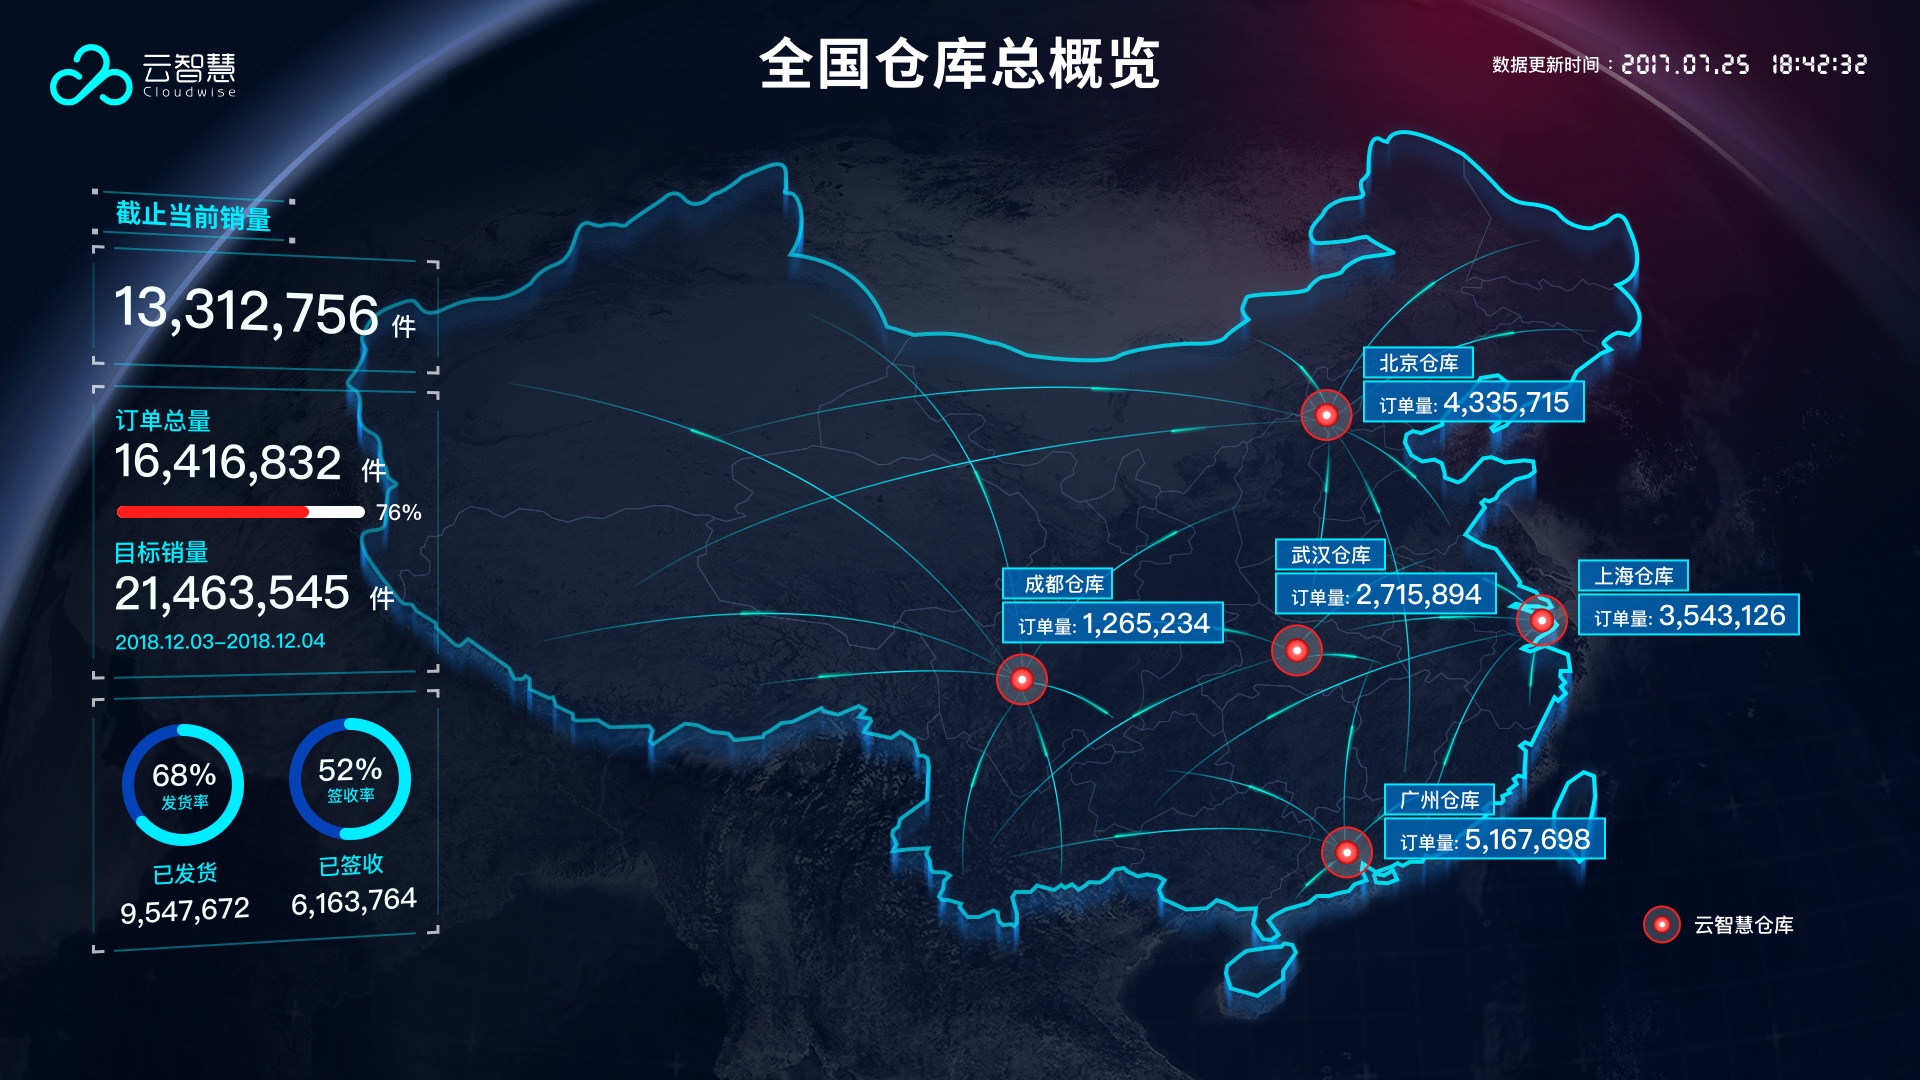 云智慧
Cloudwise
全国仓库总概览
数据更新时间：2017.07.25 18:42:32
截止当前销量
13,312,756 件
订单总量
16,416,832 件
76%
目标销量
21,463,545 件
2018.12.03-2018.12.04
68%
发货率
已发货
9,547,672
52%
签收率
已签收
6,163,764
北京仓库
订单量: 4,335,715
武汉仓库
订单量: 2,715,894
上海仓库
订单量: 3,543,126
成都仓库
订单量: 1,265,234
广州仓库
订单量: 5,167,698
云智慧仓库